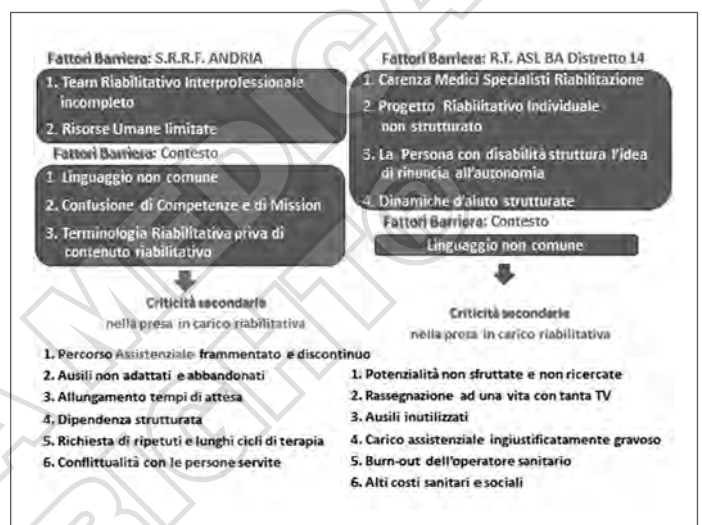 Fattori Barriera: S.R.R.F. ANDRIA
1. Team Riabilitativo Interprofessionale
incompleto
2. Risorse Umane limitate
Fattori Barriera: Contesto
1. Linguaggio non comune
2. Confusione di Competenze e di Mission
3. Terminologia Riabilitativa priva di
contenuto riabilitativo
Criticità secondarie
nella presa in carico riabilitativa
1. Percorso Assistenziale frammentato e discontinuo
2. Ausili non adattati e abbandonati
3. Allungamento tempi di attesa
4. Dipendenza strutturata
5. Richiesta di ripetuti e lunghi cicli di terapia
6. Conflittualità con le persone servite
Fattori Barriera: R.T. ASL BA Distretto 14
1. Carenza Medici Specialisti Riabilitazione
2. Progetto Riabilitativo Individuale
non strutturato
3. La Persona con disabilità struttura l'idea
di rinuncia all'autonomia
4. Dinamiche d'aiuto strutturate
Fattori Barriera: Contesto
Linguaggio non comune
Criticità secondarie
nella presa in carico riabilitativa
1. Potenzialità non sfruttate e non ricercate
2. Rassegnazione ad una vita con tanta TV
3. Ausili inutilizzati
4. Carico assistenziale ingiustificatamente gravoso
5. Burn-out dell'operatore sanitario
6. Alti costi sanitari e sociali